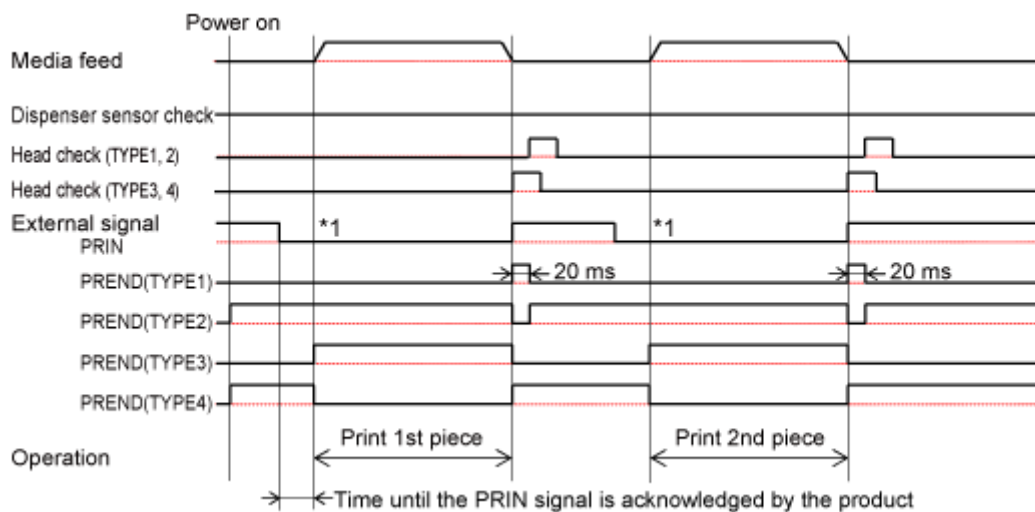 Power on
Media feed
Dispenser sensor check
Head check (TYPE1, 2)
Head check (TYPE3, 4)
External signal
PRIN
*1
*1
PREND(TYPE1)
20 ms
20 ms
PREND(TYPE2)
PREND(TYPE3)
PREND(TYPE4)
Print 1st piece
Print 2nd piece
Operation
Time until the PRIN signal is acknowledged by the product